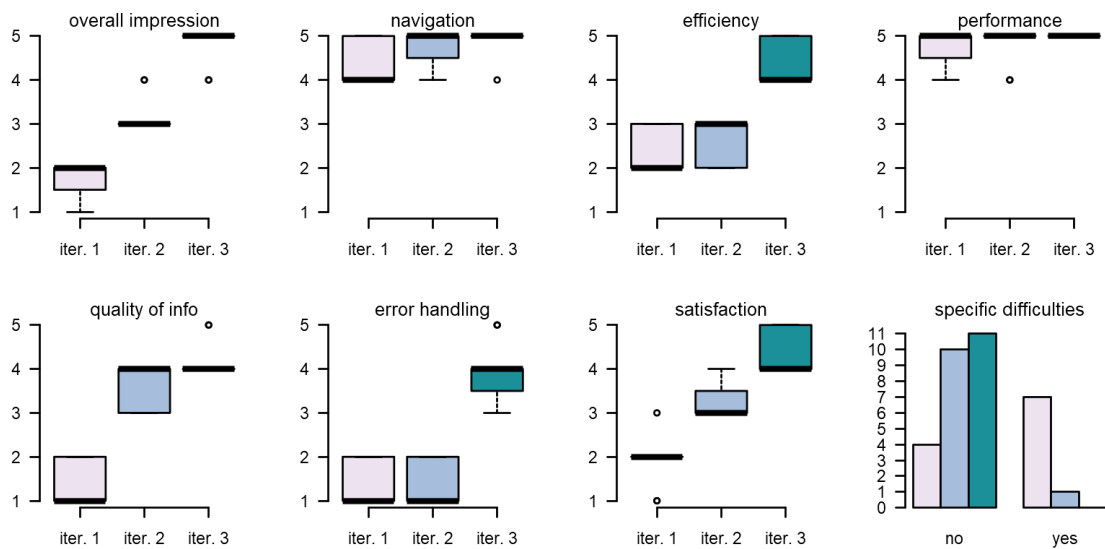 overall impression
5
4
3
2
1
iter. 1 iter. 2 iter. 3
navigation
5
4
3
2
1
iter. 1 iter. 2 iter. 3
efficiency
5
4
3
2
1
iter. 1 iter. 2 iter. 3
performance
5
4
3
2
1
iter. 1 iter. 2 iter. 3
quality of info
5
4
3
2
1
iter. 1 iter. 2 iter. 3
error handling
5
4
3
2
1
iter. 1 iter. 2 iter. 3
satisfaction
5
4
3
2
1
iter. 1 iter. 2 iter. 3
specific difficulties
11
10
9
8
7
6
5
4
3
2
1
0
no yes